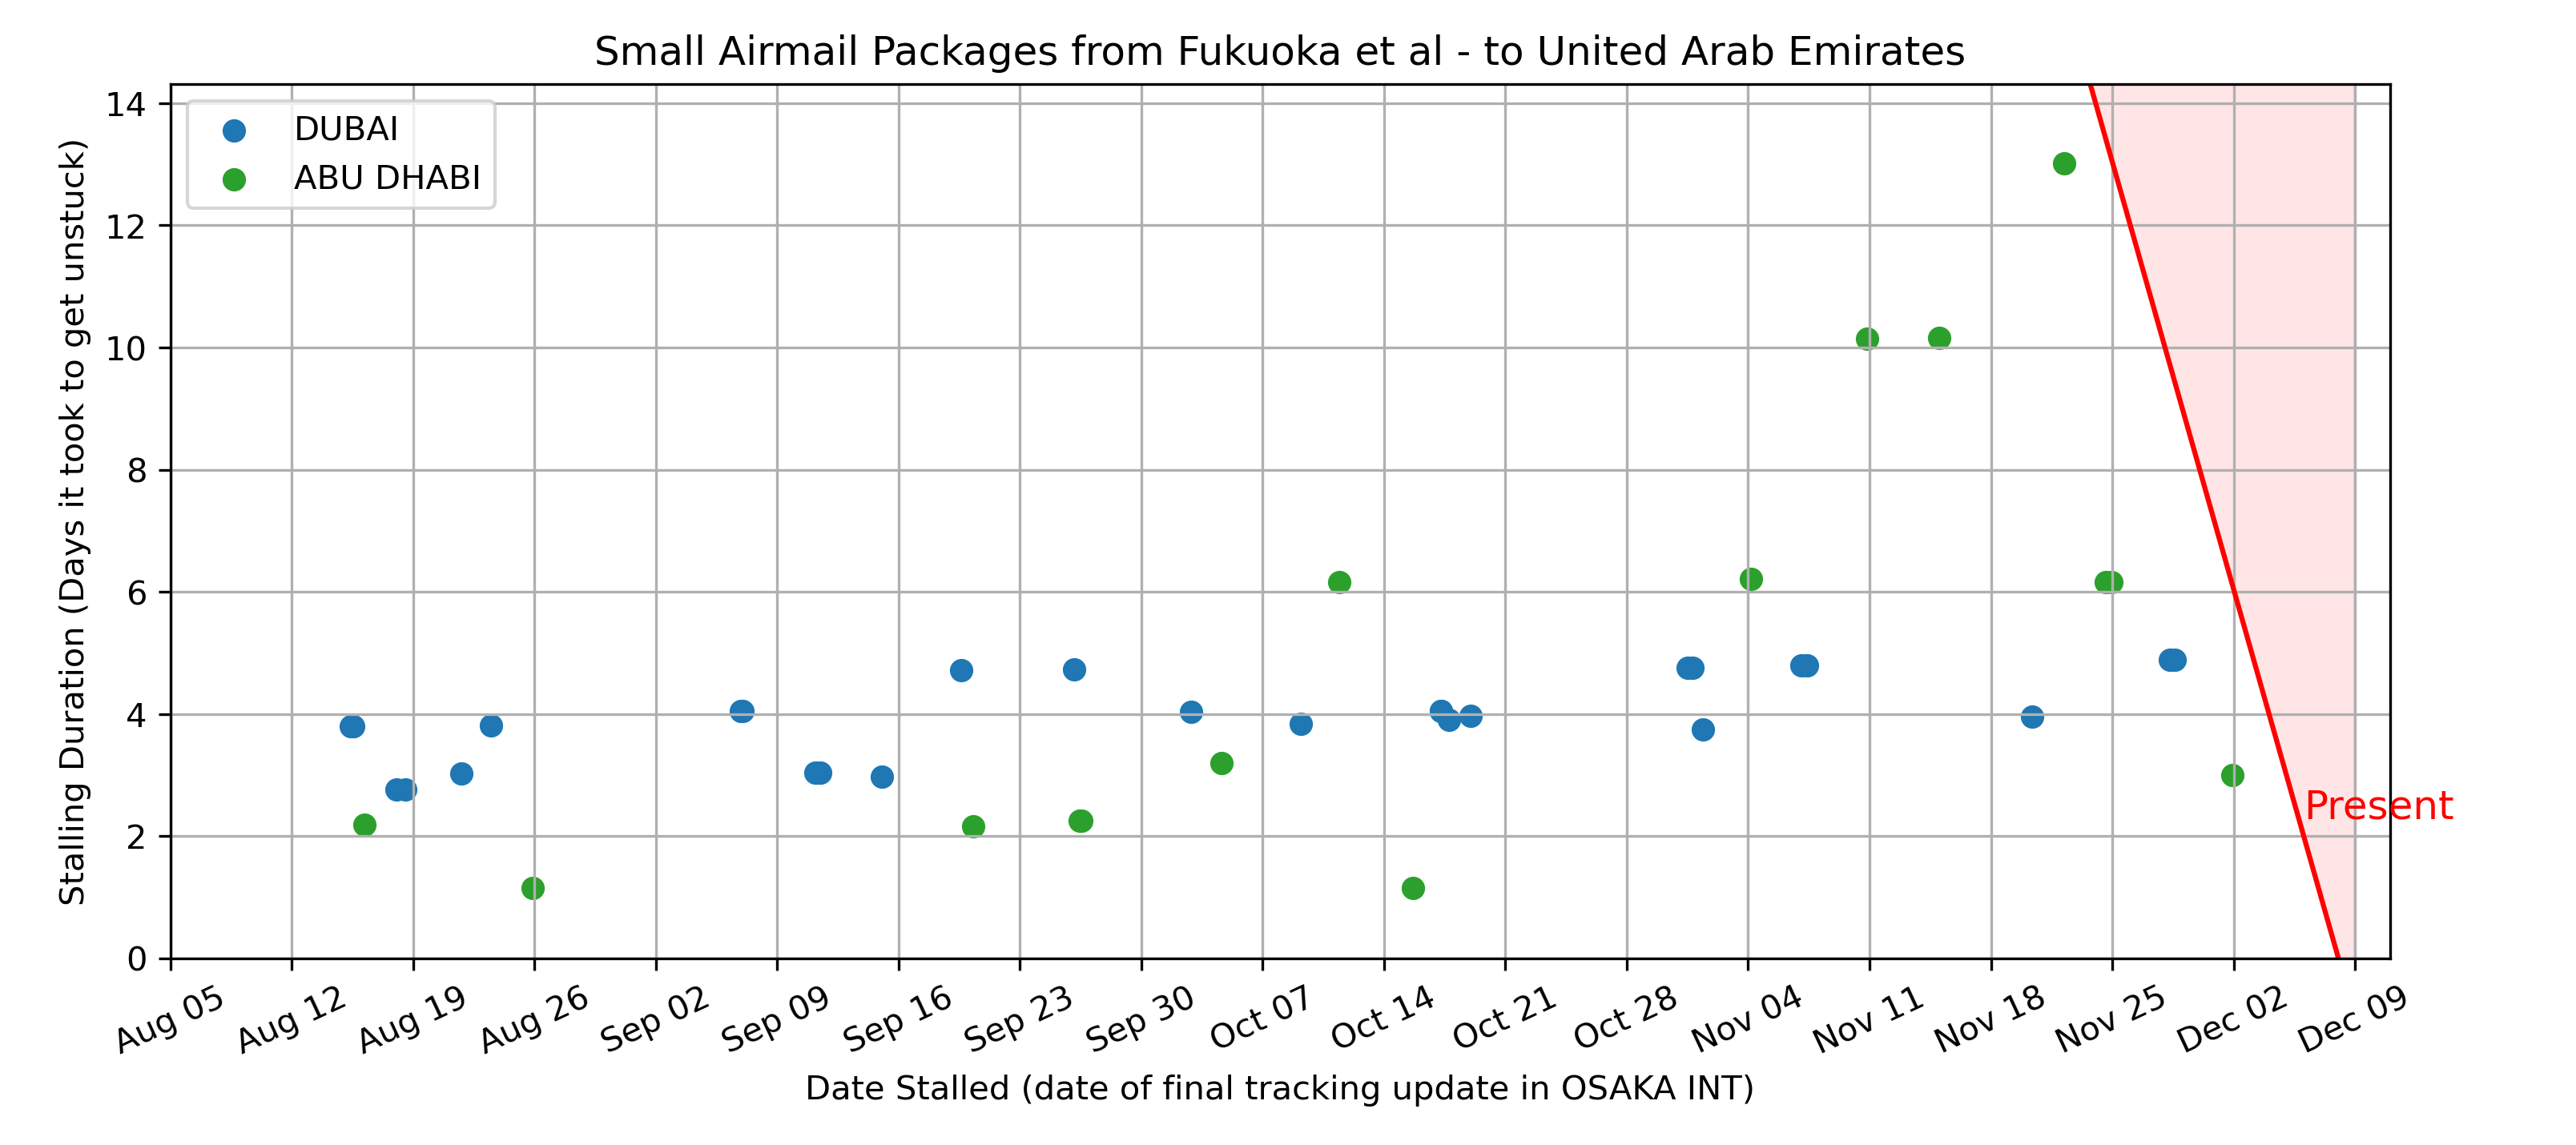 Small Airmail Packages from Fukuoka et al - to United Arab Emirates
DUBAI
ABU DHABI
Stalling Duration (Days it took to get unstuck)
14
12
10
8
6
4
2
0
Present
Aug 05
Aug 12
Aug 19
Aug 26
Sep 02
Sep 09
Sep 16
Sep 23
Sep 30
Oct 07
Oct 14
Oct 21
Oct 28
Nov 04
Nov 11
Nov 18
Nov 25
Dec 02
Dec 09
Date Stalled (date of final tracking update in OSAKA INT)